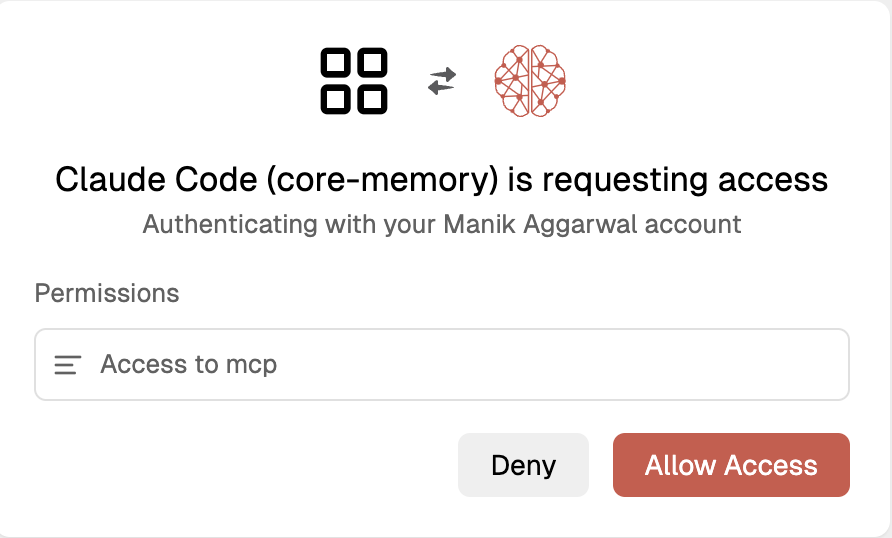 Claude Code (core-memory) is requesting access
Authenticating with your Manik Aggarwal account
Permissions
Access to mcp
Deny
Allow Access